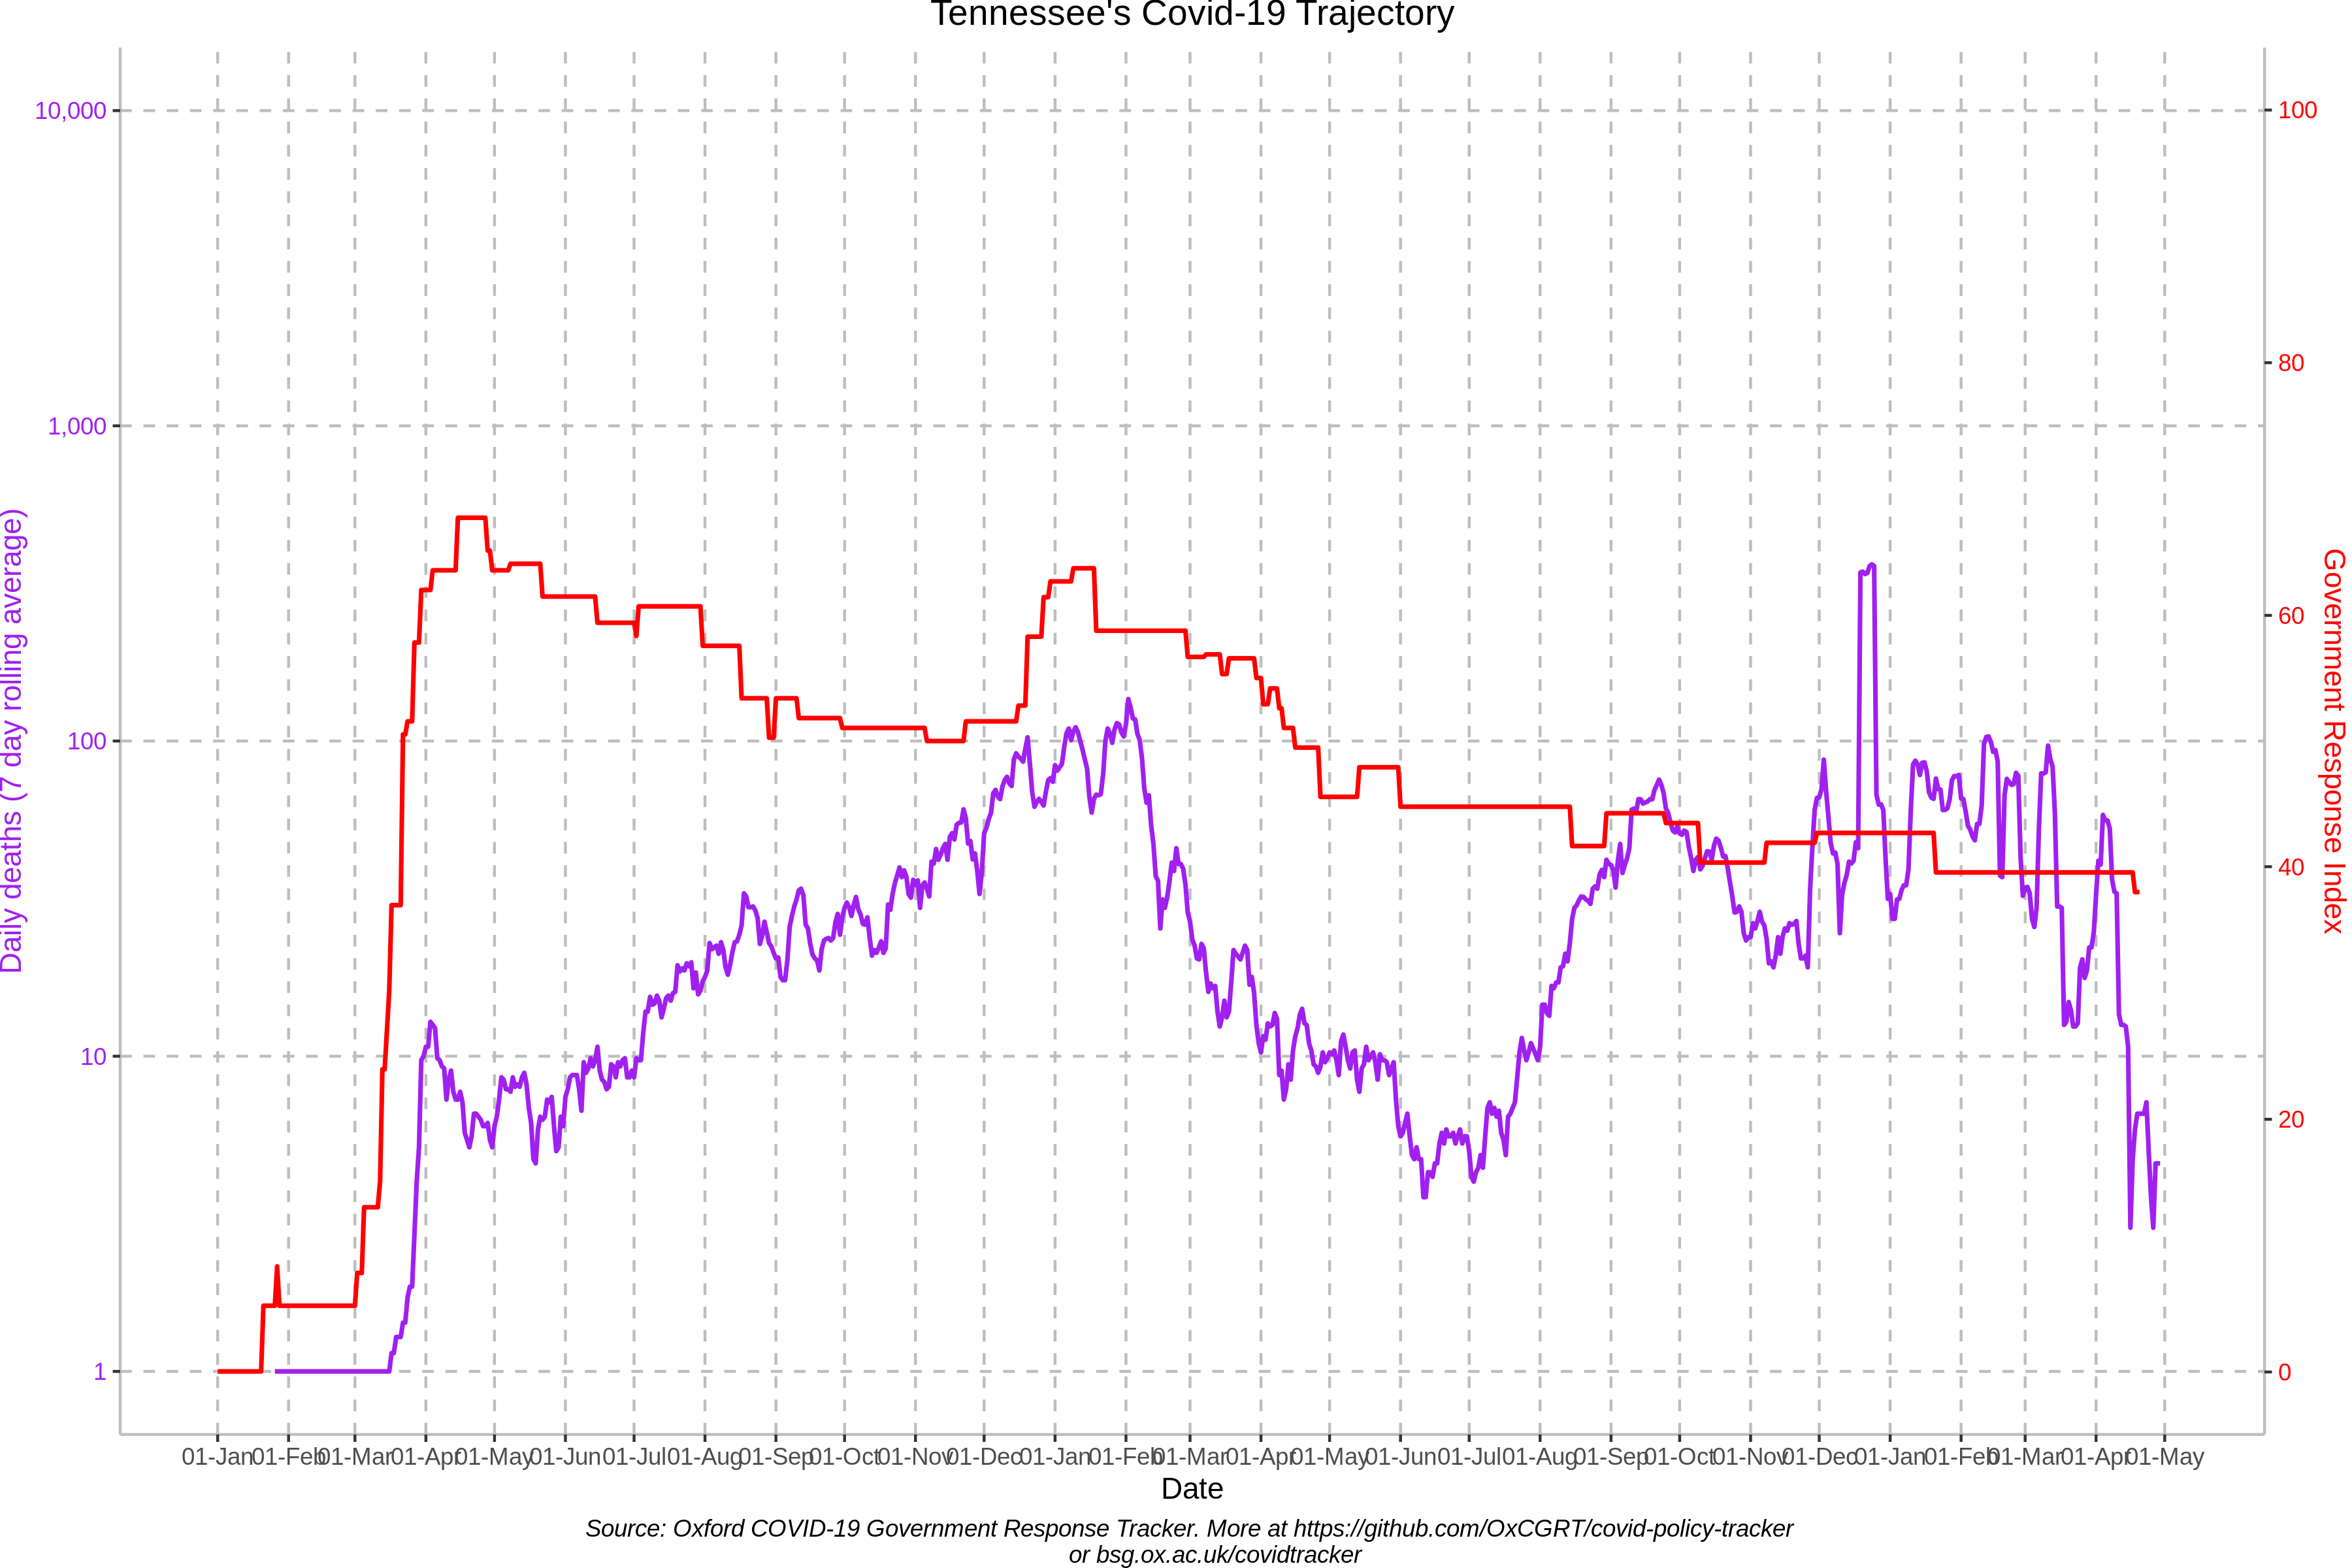 Tennessee's Covid-19 Trajectory
10,000
1,000
100
10
1
Daily deaths (7 day rolling average)
100
80
60
40
20
0
Government Response Index
01-Jan 01-Feb 01-Mar 01-Apr 01-May 01-Jun 01-Jul 01-Aug 01-Sep 01-Oct 01-Nov 01-Dec 01-Jan 01-Feb 01-Mar 01-Apr 01-May 01-Jun 01-Jul 01-Aug 01-Sep 01-Oct 01-Nov 01-Dec 01-Jan 01-Feb 01-Mar 01-Apr 01-May
Date
Source: Oxford COVID-19 Government Response Tracker. More at https://github.com/OxCGRT/covid-policy-tracker
or bsg.ox.ac.uk/covidtracker